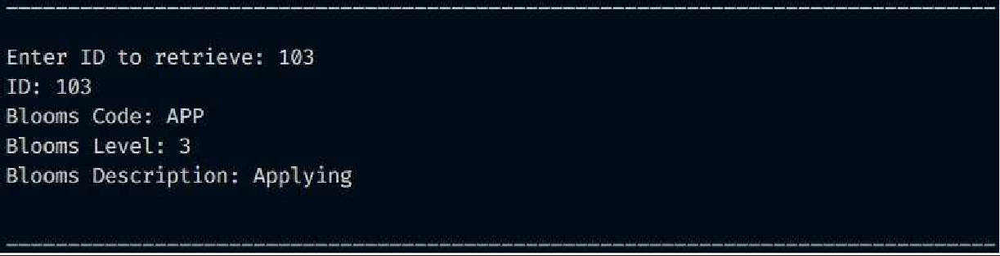 Enter ID to retrieve: 103
ID: 103
Blooms Code: APP
Blooms Level: 3
Blooms Description: Applying